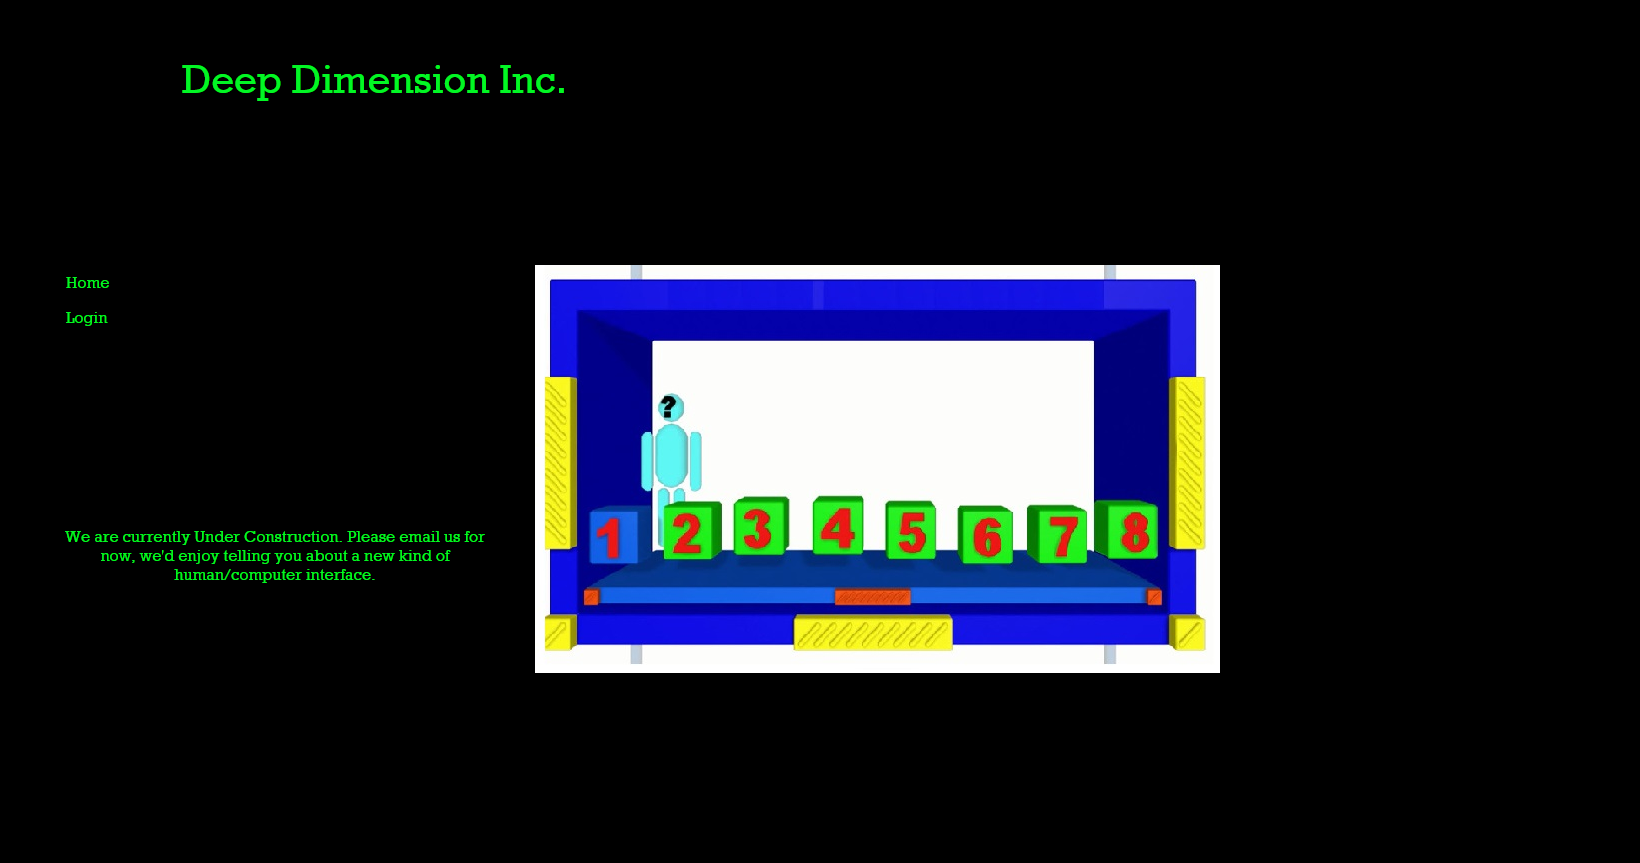 Deep Dimension Inc.
Home
Login
?
1 2 3 4 5 6 7 8
We are currently Under Construction. Please email us for
now, we'd enjoy telling you about a new kind of
human/computer interface.